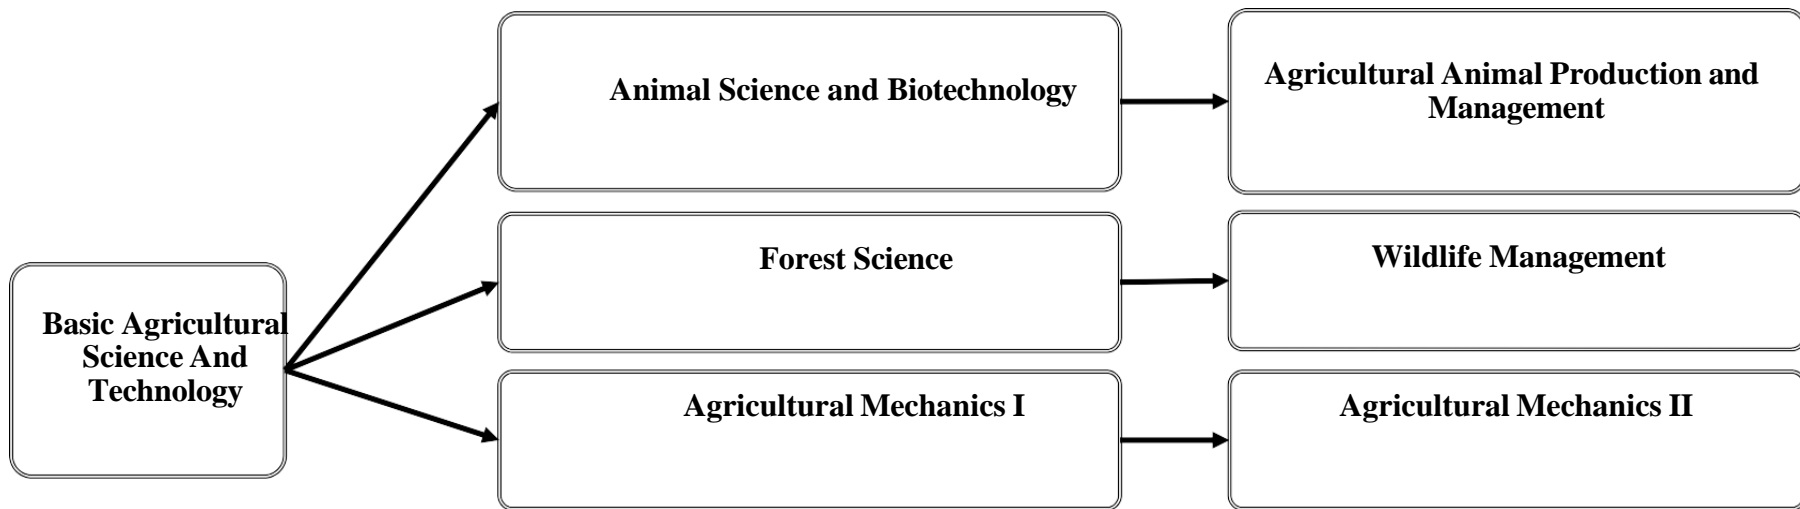 Animal Science and Biotechnology
Agricultural Animal Production and
Management
Forest Science
Wildlife Management
Basic Agricultural
Science And
Technology
Agricultural Mechanics I
Agricultural Mechanics II